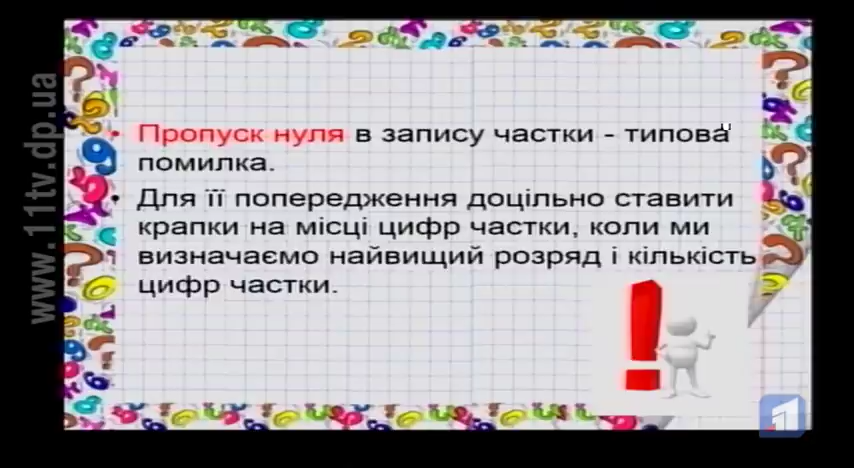 www.11tv.dp.ua
• Пропуск нуля в запису частки - типова
помилка.
• Для її попередження доцільно ставити
крапки на місці цифр частки, коли ми
визначаємо найвищий розряд і кількість
цифр частки.
1